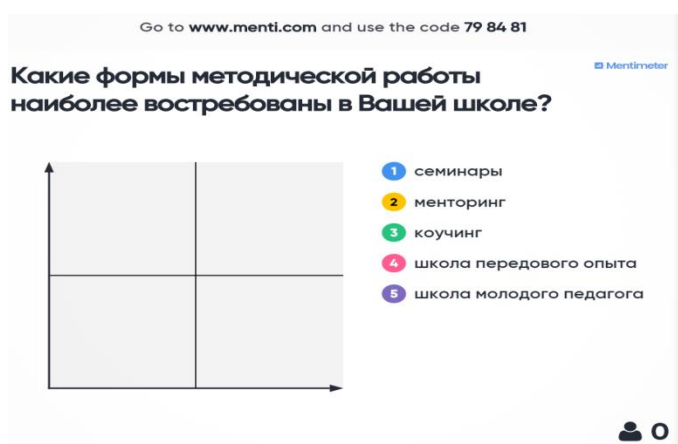 Go to www.menti.com and use the code 79 84 81
Mentimeter
Какие формы методической работы
наиболее востребованы в Вашей школе?
1 семинары
2 менторинг
3 коучинг
4 школа передового опыта
5 школа молодого педагога
0